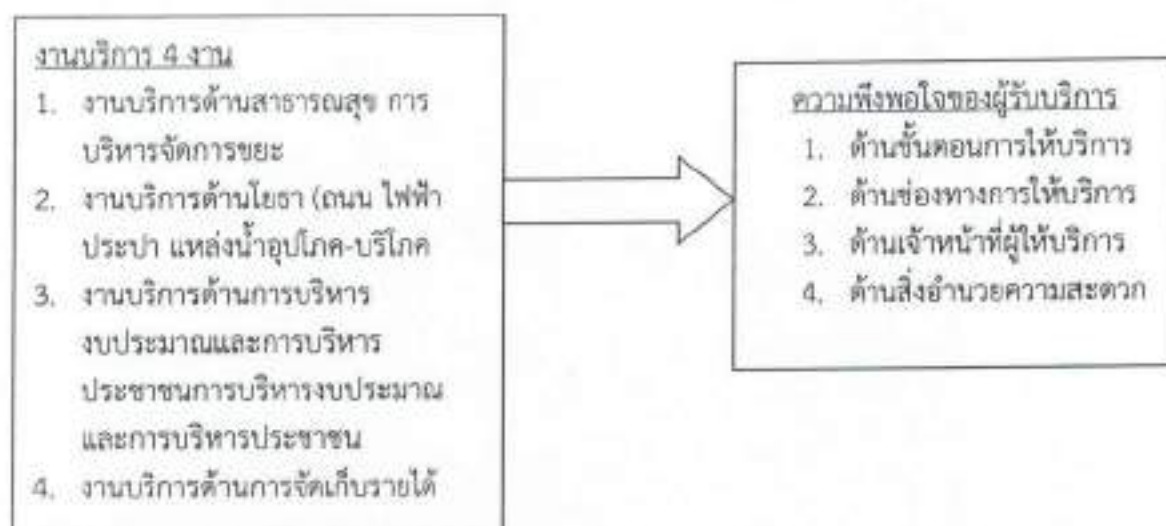 งานบริการ 4 งาน
1. งานบริการด้านสาธารณสุข การ
บริหารจัดการขยะ
2. งานบริการด้านโยธา (ถนน ไฟฟ้า
ประปา แหล่งน้ำอุปโภค-บริโภค
3. งานบริการด้านการบริหาร
งบประมาณและการบริหาร
ประชาชนการบริหารงบประมาณ
และการบริหารประชาชน
4. งานบริการด้านการจัดเก็บรายได้
ความพึงพอใจของผู้รับบริการ
1. ด้านขั้นตอนการให้บริการ
2. ด้านช่องทางการให้บริการ
3. ด้านเจ้าหน้าที่ผู้ให้บริการ
4. ด้านสิ่งอำนวยความสะดวก